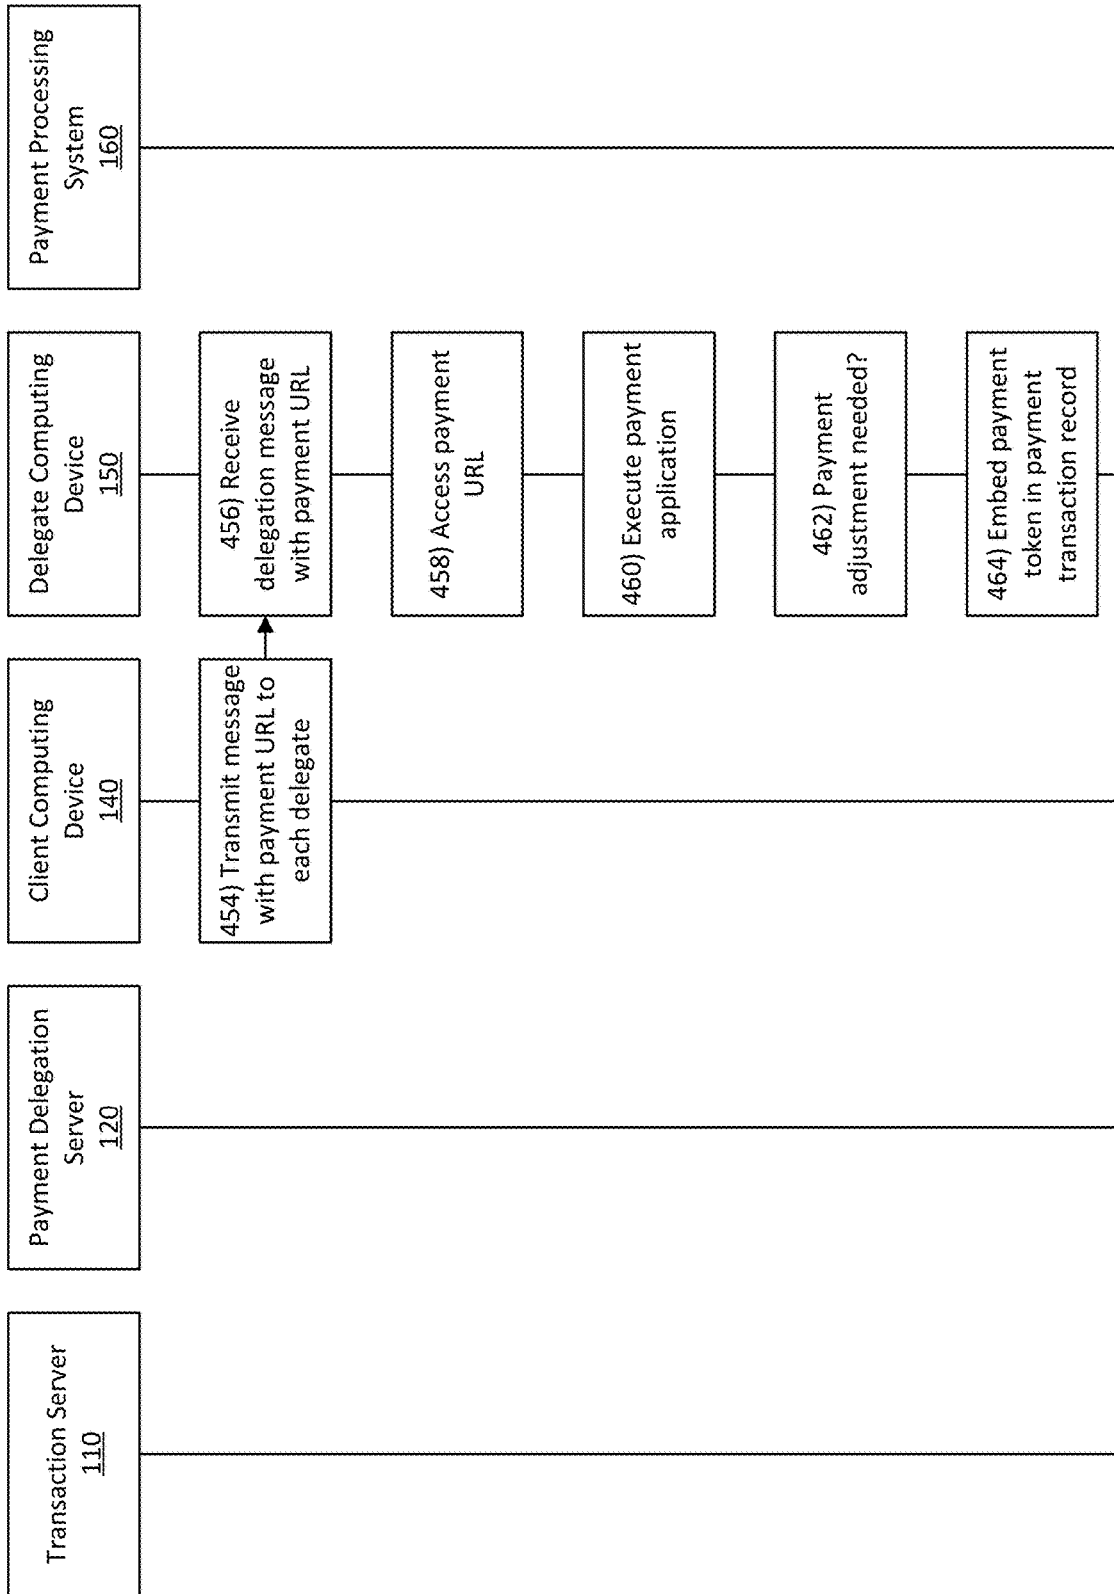 Transaction Server
110
Payment Delegation
Server
120
Client Computing
Device
140
Delegate Computing
Device
150
Payment Processing
System
160
454) Transmit message
with payment URL to
each delegate
456) Receive
delegation message
with payment URL
458) Access payment
URL
460) Execute payment
application
462) Payment
adjustment needed?
464) Embed payment
token in payment
transaction record